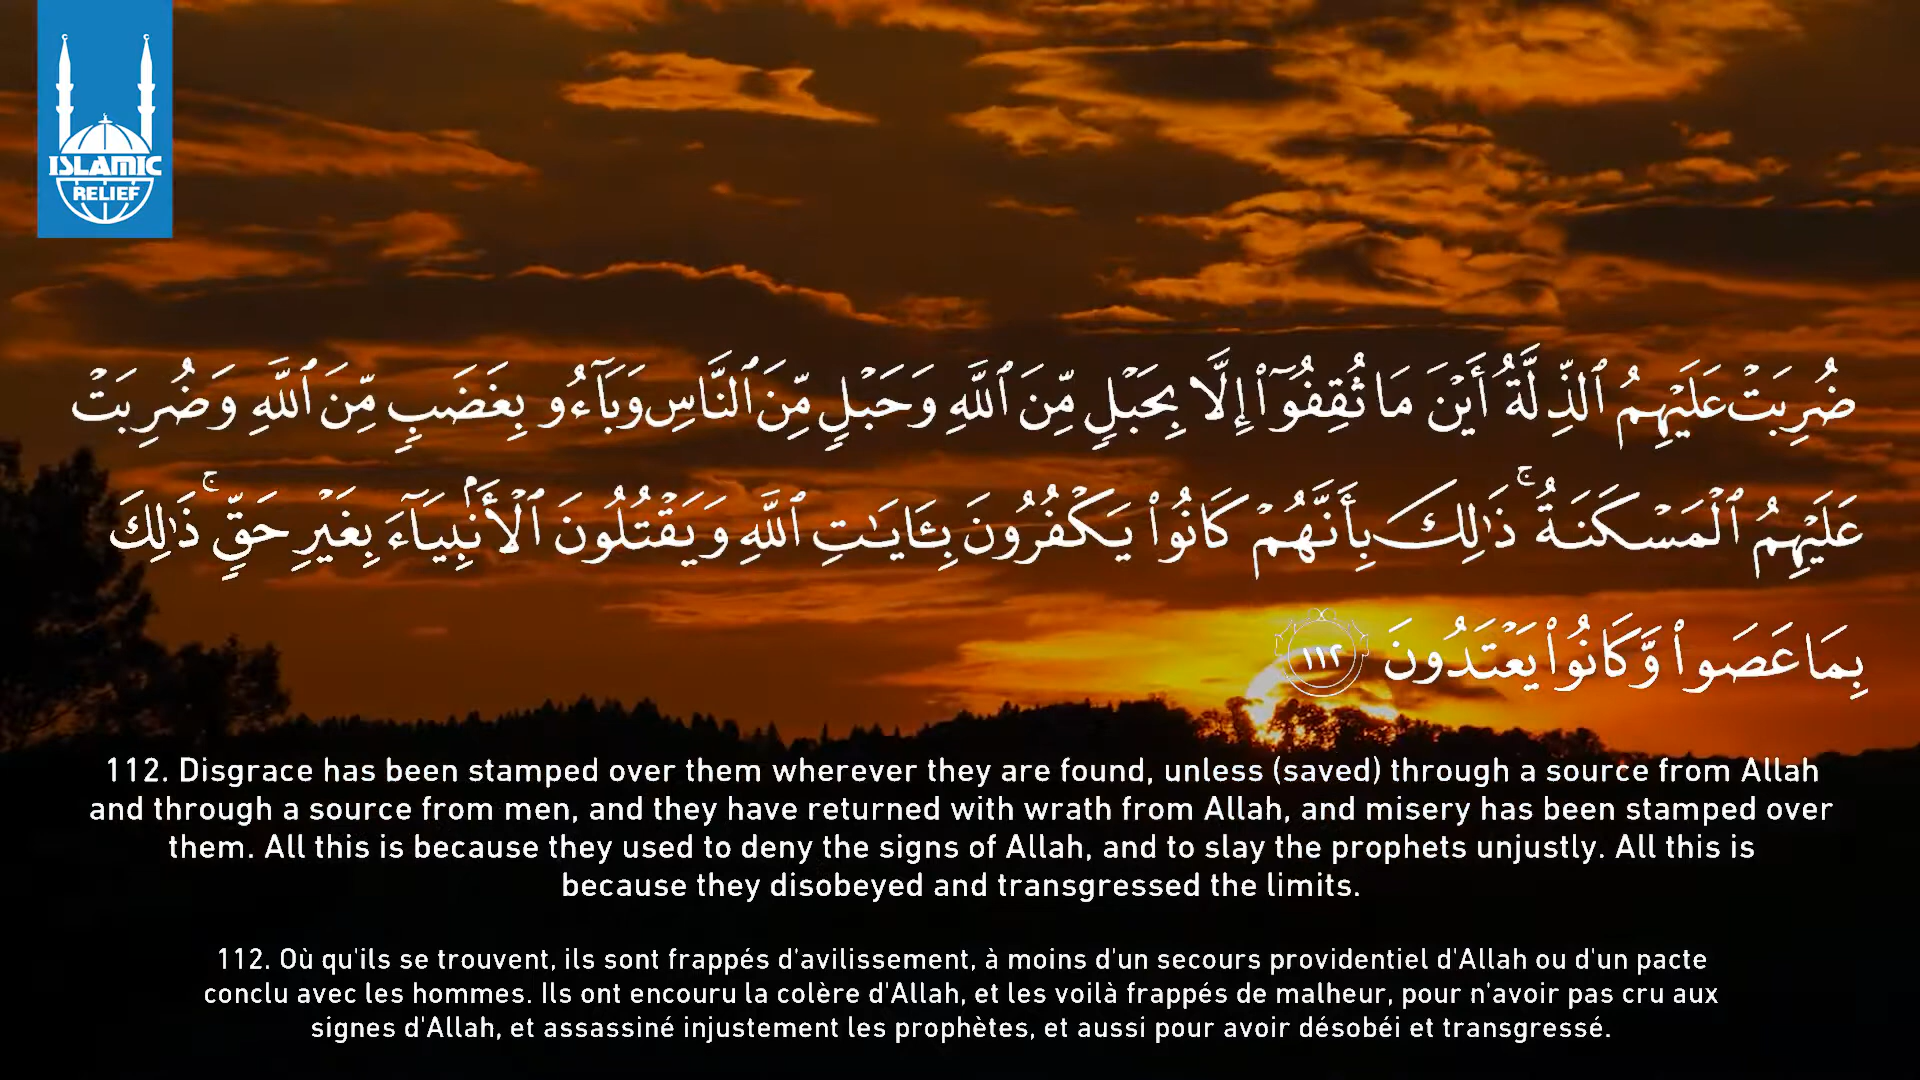 ISLAMIC
RELIEF
ضُرِبَتْ عَلَيْهِمُ ٱلذِّلَّةُ أَيْنَ مَا ثُقِفُوٓا۟ إِلَّا بِحَبْلٍ مِّنَ ٱللَّهِ وَحَبْلٍ مِّنَ ٱلنَّاسِ وَبَآءُو بِغَضَبٍ مِّنَ ٱللَّهِ وَضُرِبَتْ
عَلَيْهِمُ ٱلْمَسْكَنَةُ ۚ ذَٰلِكَ بِأَنَّهُمْ كَانُوا۟ يَكْفُرُونَ بِـَٔايَـٰتِ ٱللَّهِ وَيَقْتُلُونَ ٱلْأَنۢبِيَآءَ بِغَيْرِ حَقٍّ ۚ ذَٰلِكَ
بِمَا عَصَوا۟ وَّكَانُوا۟ يَعْتَدُونَ ١١٢
112. Disgrace has been stamped over them wherever they are found, unless (saved) through a source from Allah
and through a source from men, and they have returned with wrath from Allah, and misery has been stamped over
them. All this is because they used to deny the signs of Allah, and to slay the prophets unjustly. All this is
because they disobeyed and transgressed the limits.
112. Où qu'ils se trouvent, ils sont frappés d'avilissement, à moins d'un secours providentiel d'Allah ou d'un pacte
conclu avec les hommes. Ils ont encouru la colère d'Allah, et les voilà frappés de malheur, pour n'avoir pas cru aux
signes d'Allah, et assassiné injustement les prophètes, et aussi pour avoir désobéi et transgressé.